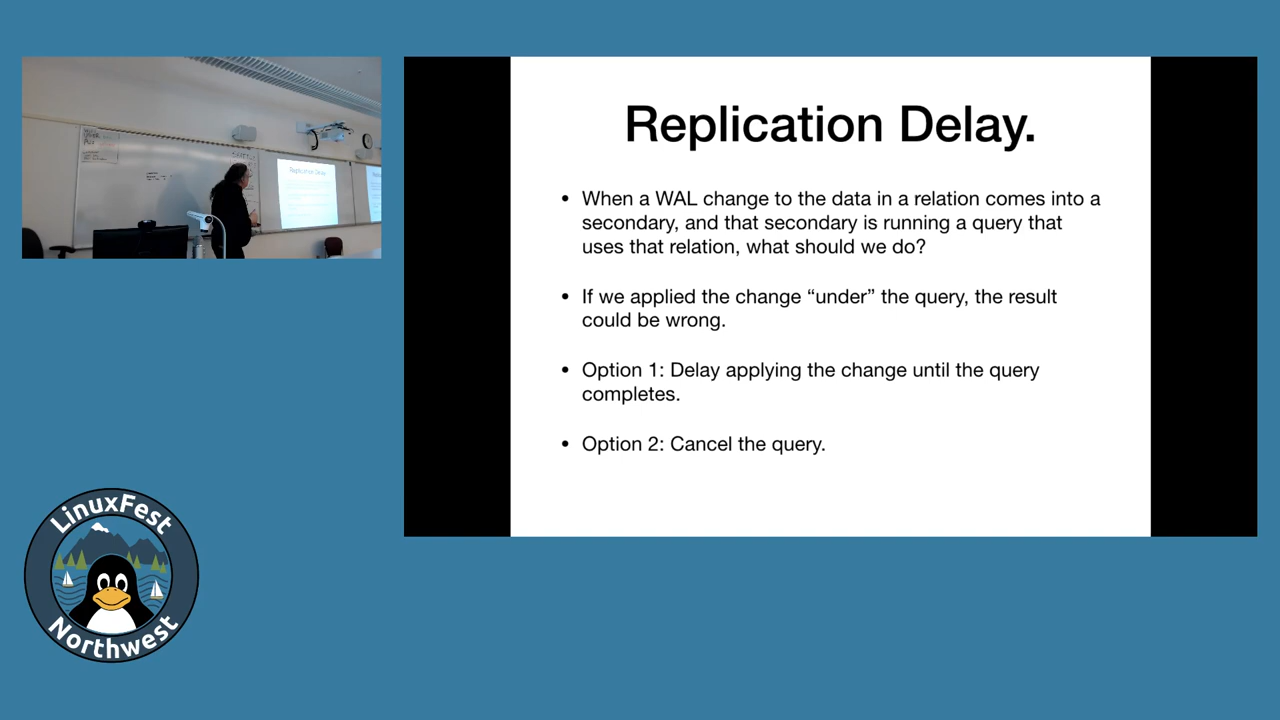 Replication Delay.
• When a WAL change to the data in a relation comes into a
secondary, and that secondary is running a query that
uses that relation, what should we do?
• If we applied the change “under” the query, the result
could be wrong.
• Option 1: Delay applying the change until the query
completes.
• Option 2: Cancel the query.
Replication Delay.
LinuxFest
Northwest